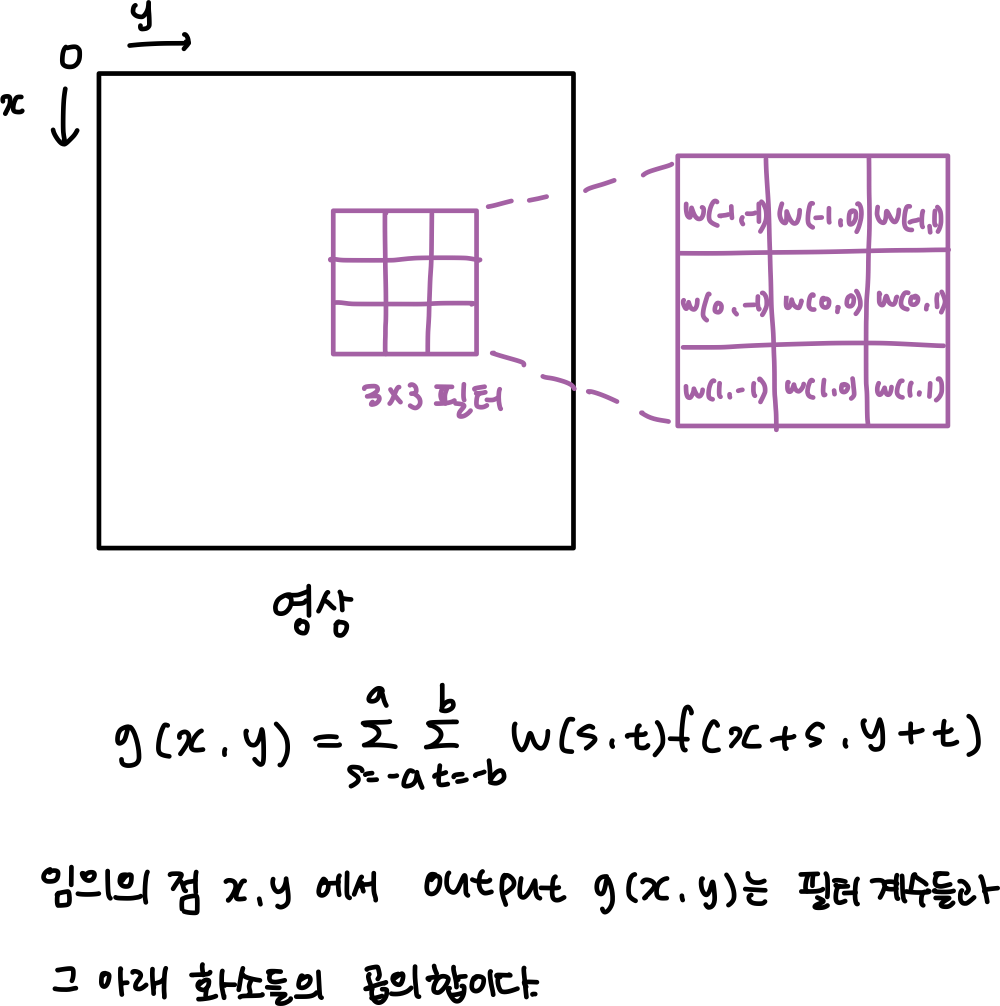 y
0
x
w(-1,-1) w(-1,0) w(-1,1)
w(0,-1) w(0,0) w(0,1)
w(1,-1) w(1,0) w(1,1)
3×3 필터
영상
g(x,y) = Σ_{s=-a}^{a} Σ_{t=-b}^{b} w(s,t)f(x+s,y+t)
임의의 점 x,y 에서 output g(x,y)는 필터 계수들과
그 아래 화소들의 곱의 합이다.